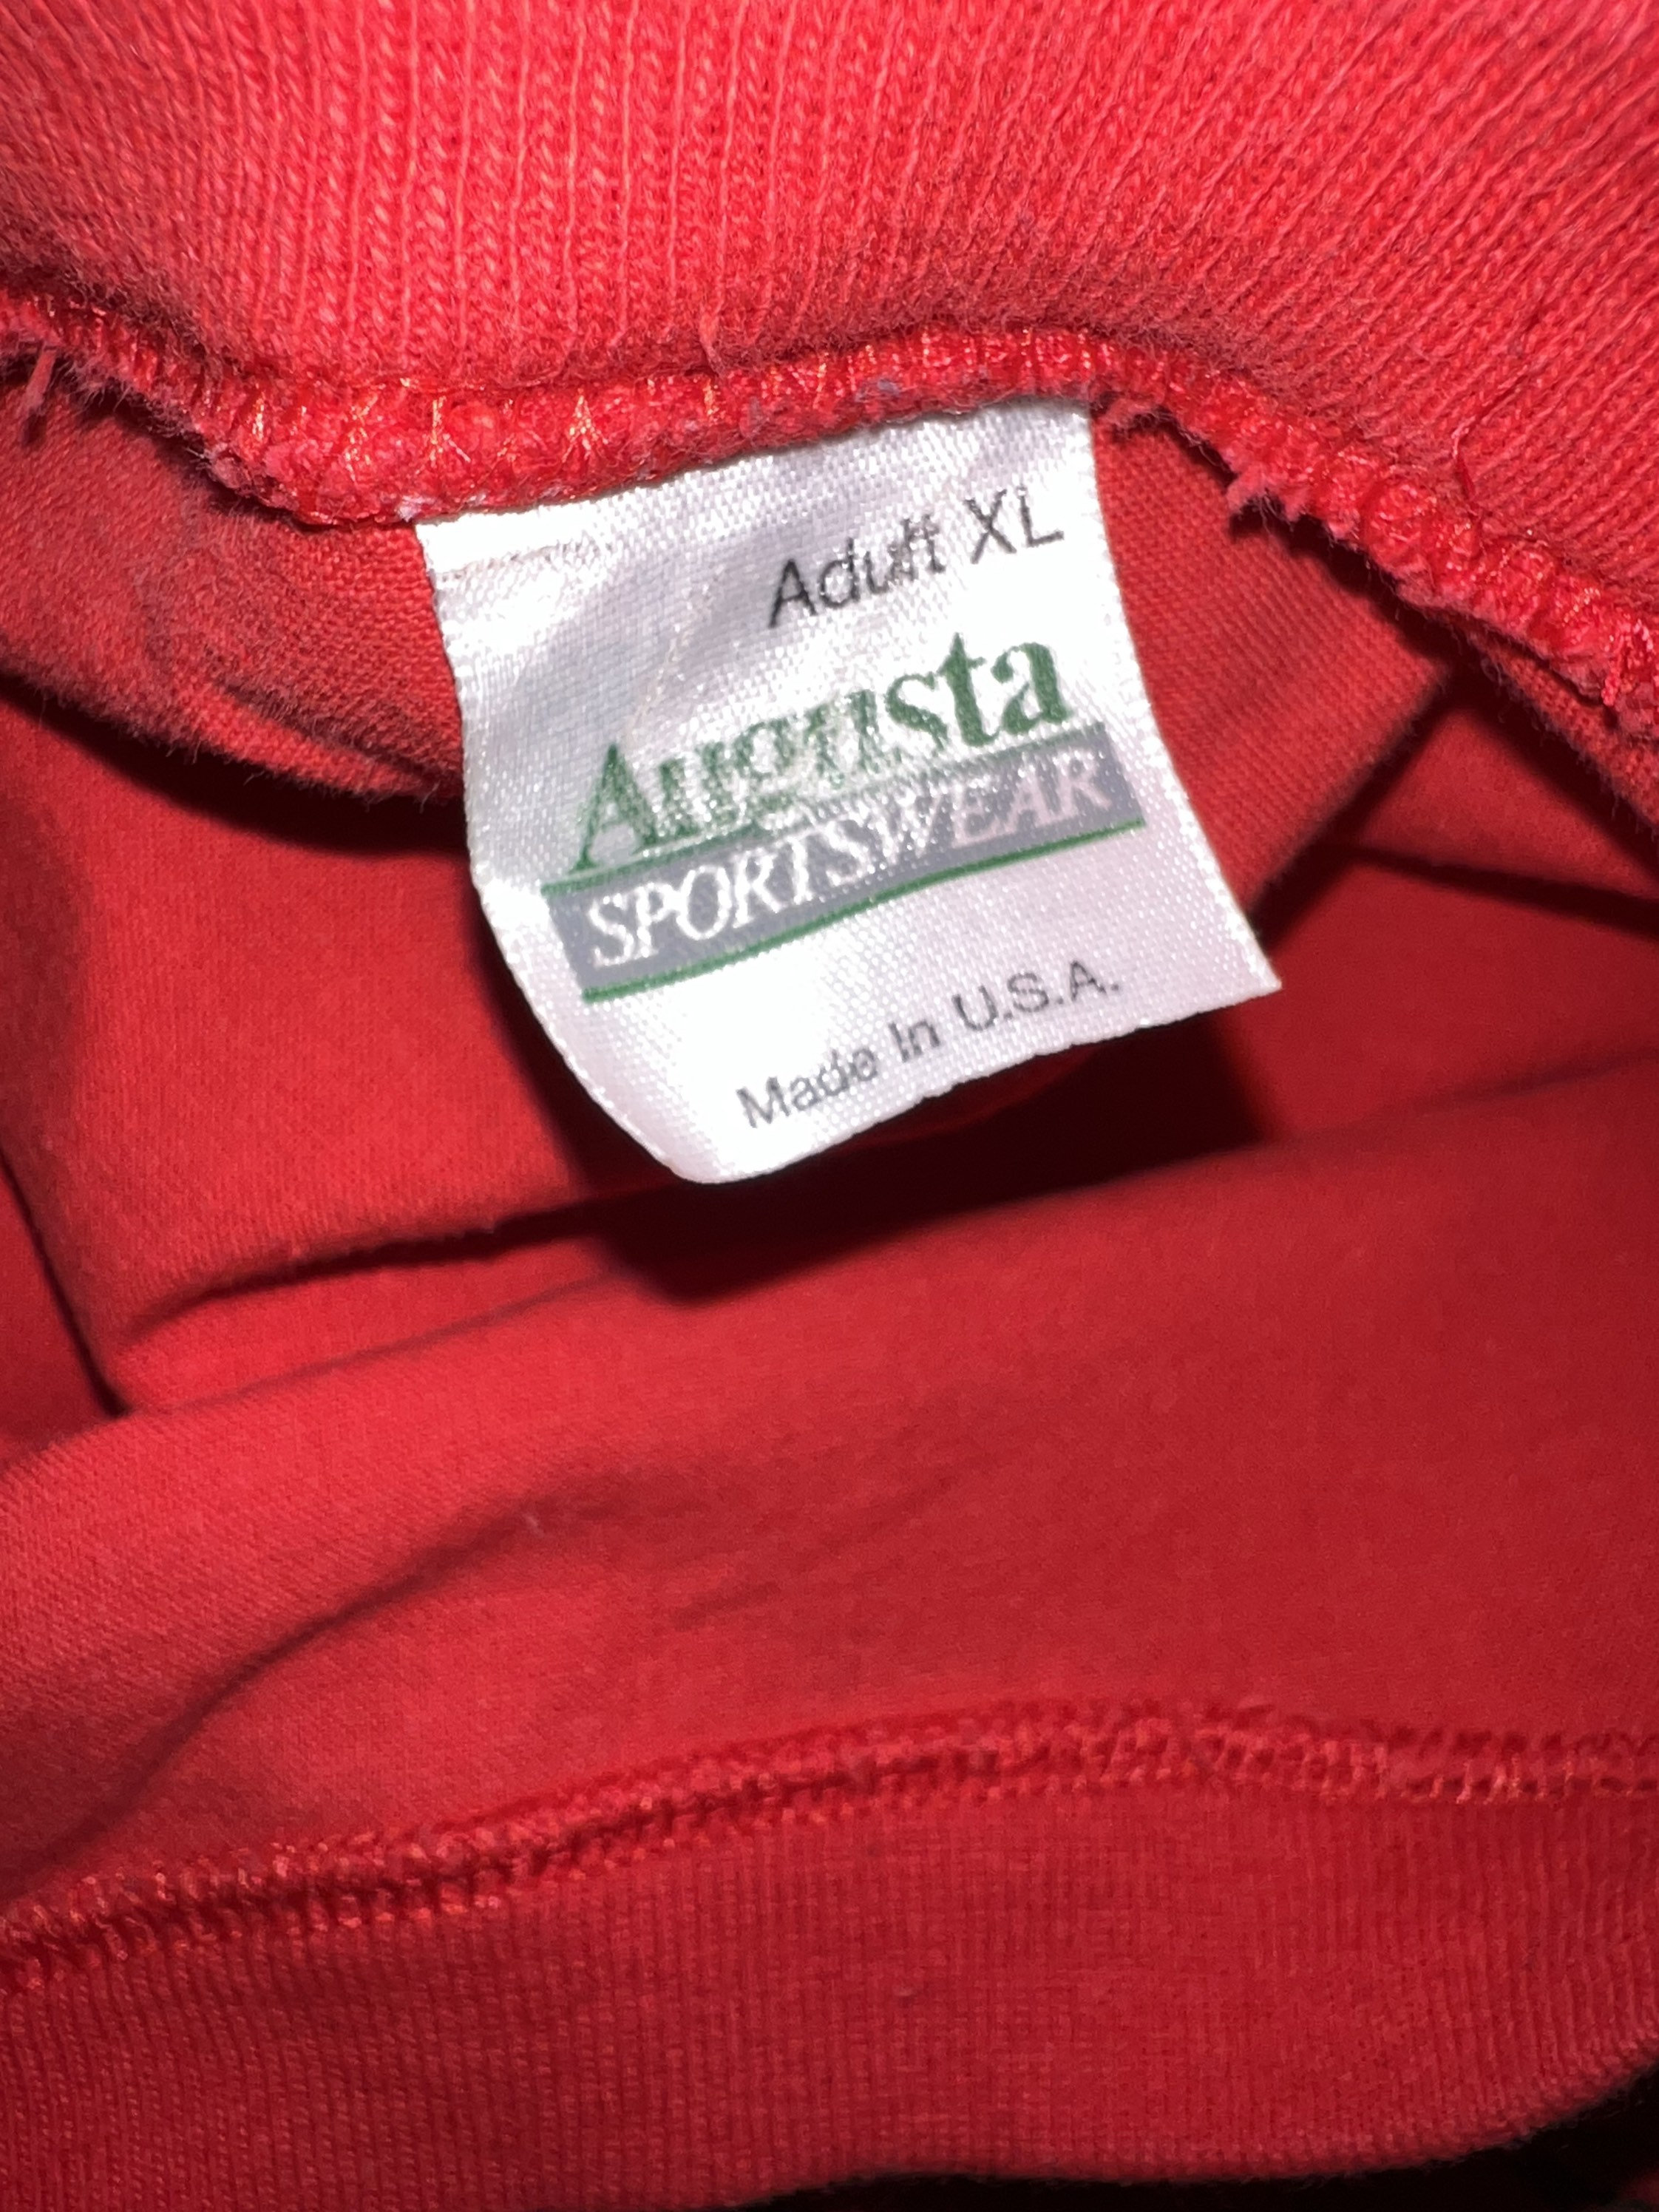 Adult XL
Augusta
SPORTSWEAR
Made In U.S.A.